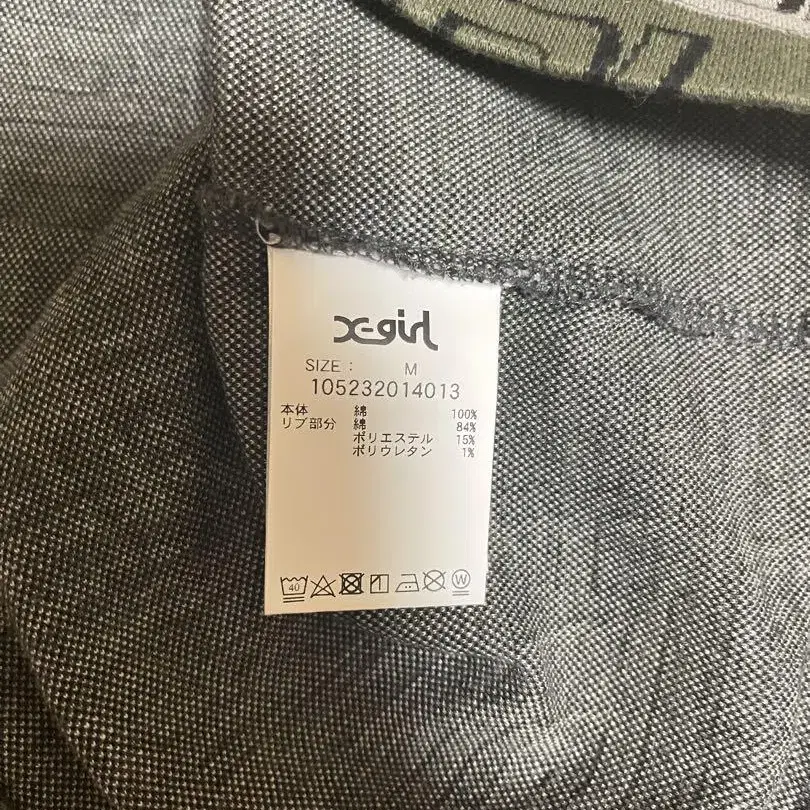 X-girl
SIZE : M
105232014013
本体 綿 100%
リブ部分 綿 84%
ポリエステル 15%
ポリウレタン 1%
40 W